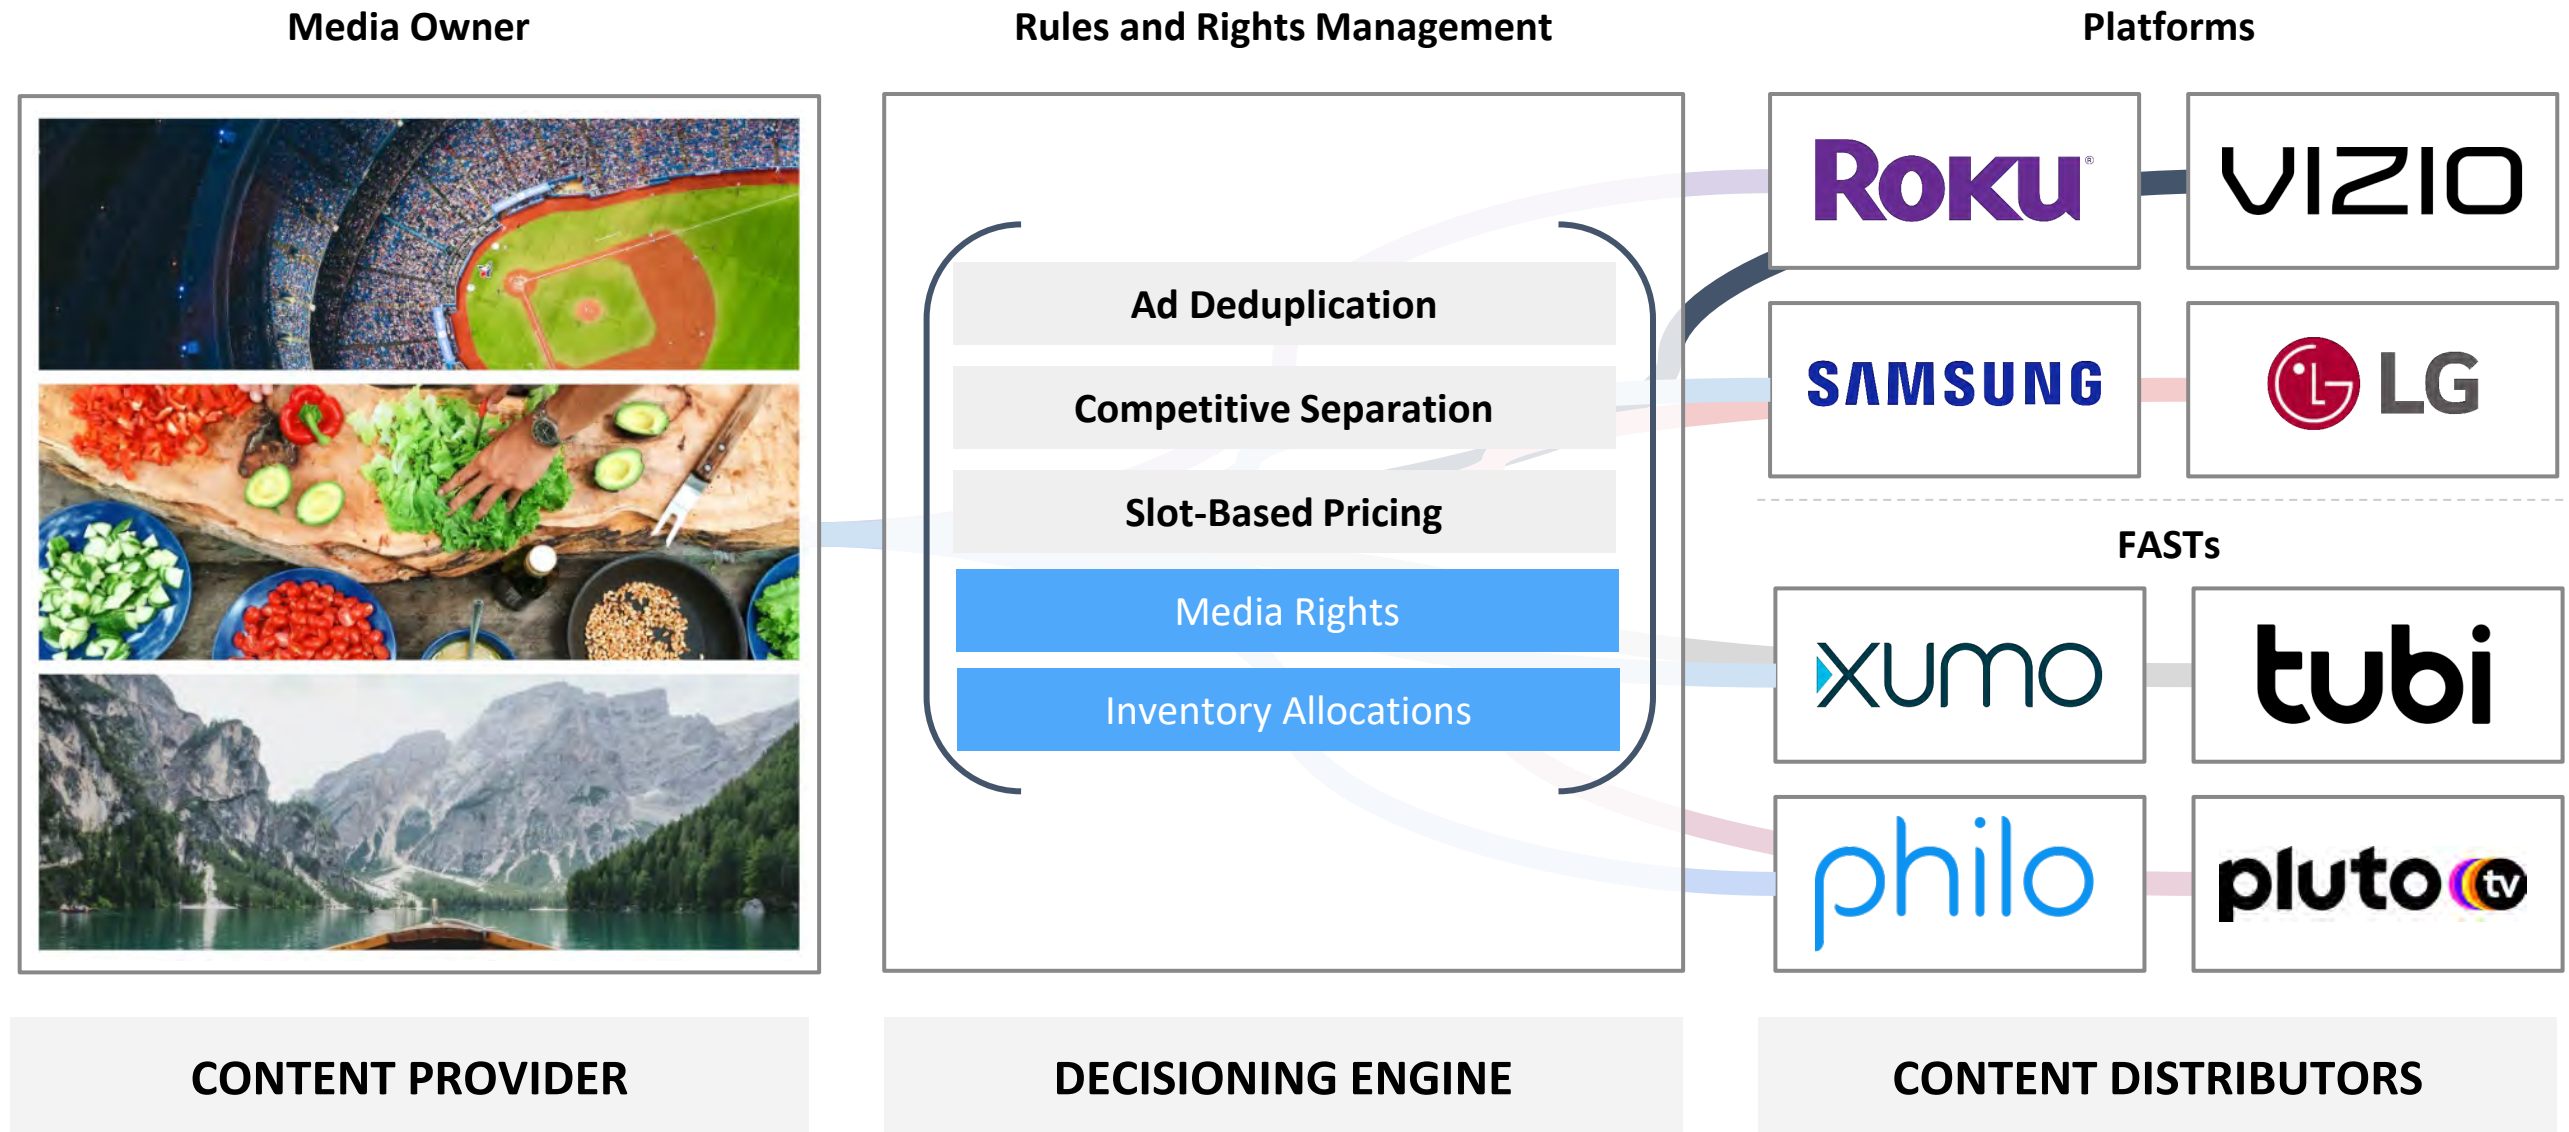 Media Owner
Rules and Rights Management
Platforms
Ad Deduplication
Competitive Separation
Slot-Based Pricing
Media Rights
Inventory Allocations
ROKU®
VIZIO
SAMSUNG
LG LG
FASTs
xumo
tubi
philo
pluto tv
CONTENT PROVIDER
DECISIONING ENGINE
CONTENT DISTRIBUTORS